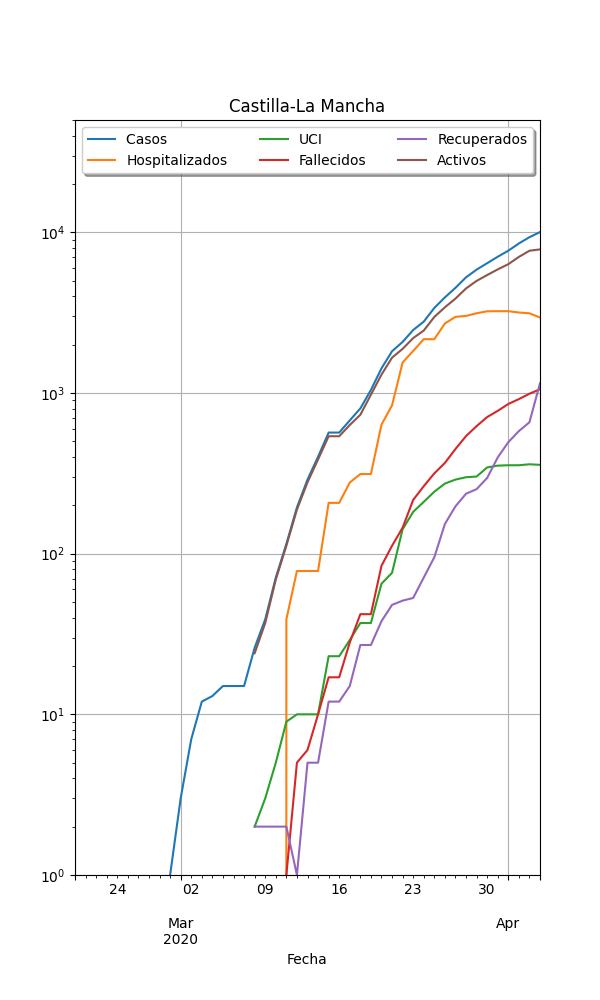 Castilla-La Mancha
Casos UCI Recuperados
Hospitalizados Fallecidos Activos
10^4
10^3
10^2
10^1
10^0
24 02 09 16 23 30
Mar Apr
2020
Fecha